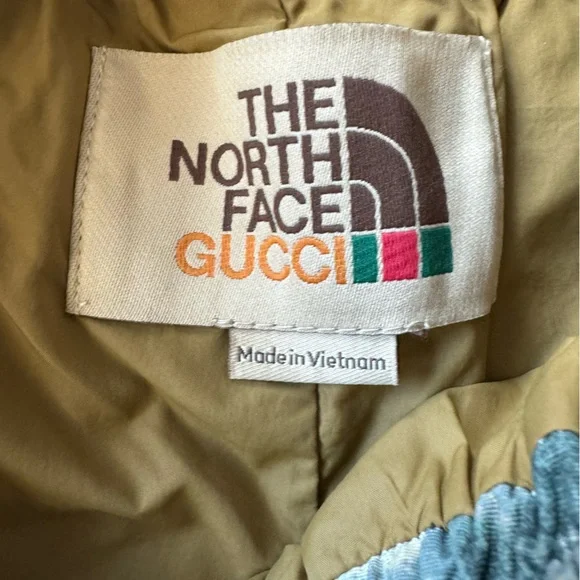 THE
NORTH
FACE
GUCCI
Made in Vietnam